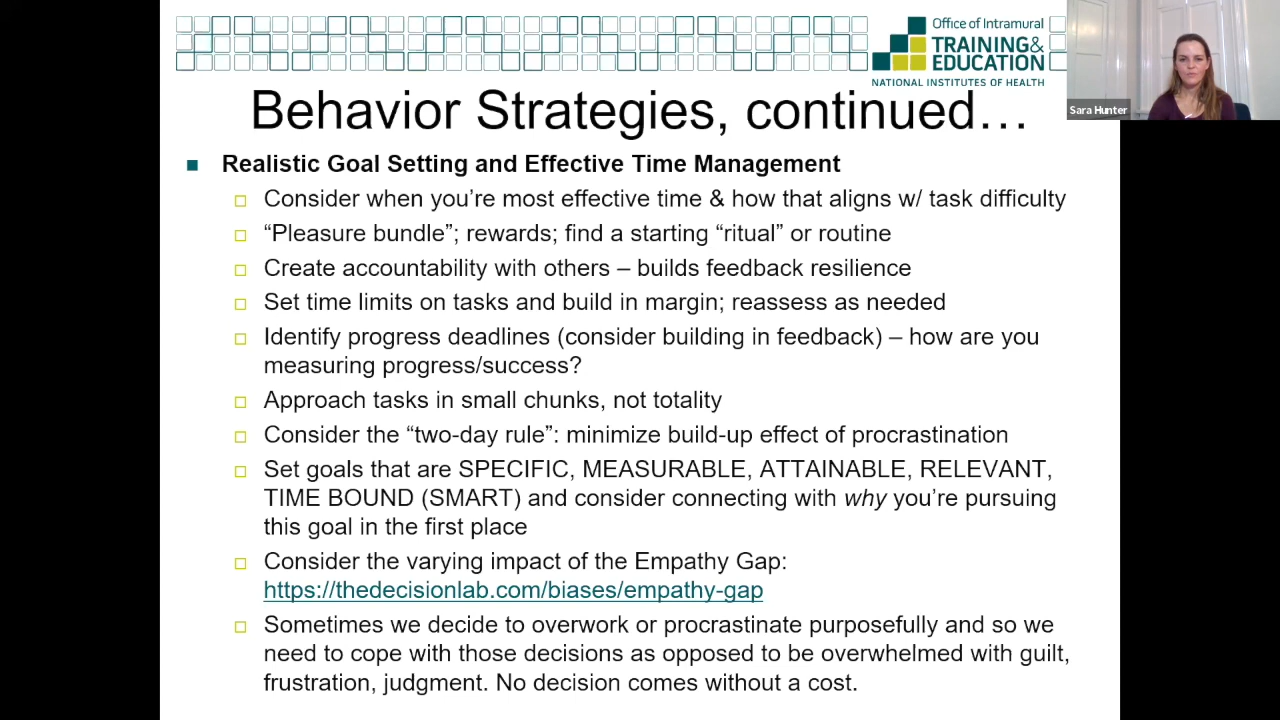 Office of Intramural
TRAINING&
EDUCATION
NATIONAL INSTITUTES OF HEALTH
Sara Hunter
Behavior Strategies, continued…
Realistic Goal Setting and Effective Time Management
Consider when you’re most effective time & how that aligns w/ task difficulty
“Pleasure bundle”; rewards; find a starting “ritual” or routine
Create accountability with others – builds feedback resilience
Set time limits on tasks and build in margin; reassess as needed
Identify progress deadlines (consider building in feedback) – how are you
measuring progress/success?
Approach tasks in small chunks, not totality
Consider the “two-day rule”: minimize build-up effect of procrastination
Set goals that are SPECIFIC, MEASURABLE, ATTAINABLE, RELEVANT,
TIME BOUND (SMART) and consider connecting with why you’re pursuing
this goal in the first place
Consider the varying impact of the Empathy Gap:
https://thedecisionlab.com/biases/empathy-gap
Sometimes we decide to overwork or procrastinate purposefully and so we
need to cope with those decisions as opposed to be overwhelmed with guilt,
frustration, judgment. No decision comes without a cost.